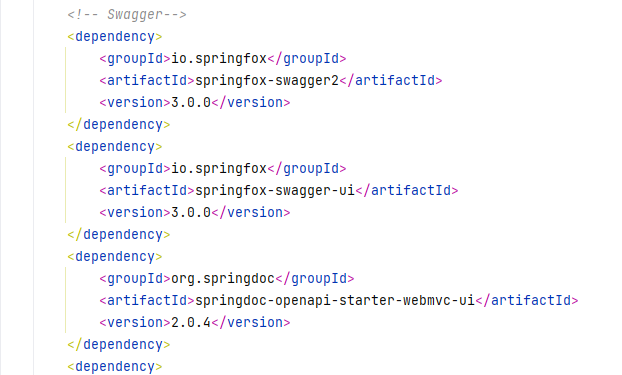 <!-- Swagger-->
<dependency>
<groupId>io.springfox</groupId>
<artifactId>springfox-swagger2</artifactId>
<version>3.0.0</version>
</dependency>
<dependency>
<groupId>io.springfox</groupId>
<artifactId>springfox-swagger-ui</artifactId>
<version>3.0.0</version>
</dependency>
<dependency>
<groupId>org.springdoc</groupId>
<artifactId>springdoc-openapi-starter-webmvc-ui</artifactId>
<version>2.0.4</version>
</dependency>
<dependency>